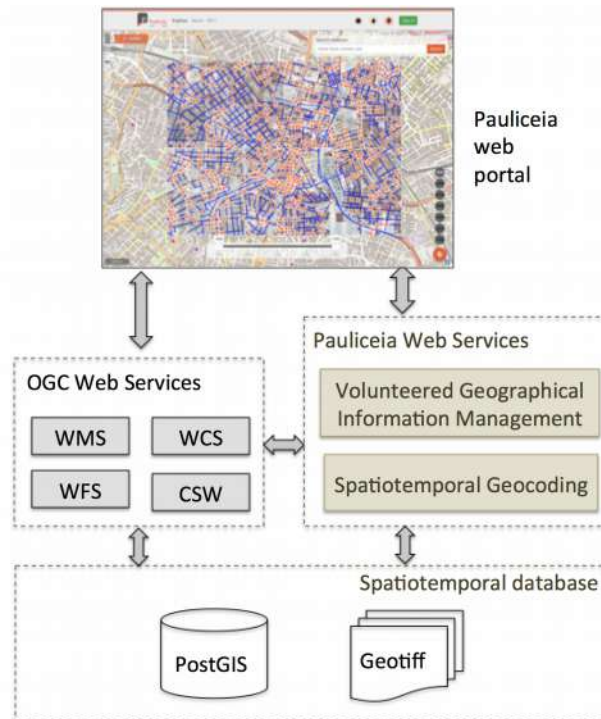 Pauliceia
web
portal
Pauliceia Web Services
OGC Web Services
Volunteered Geographical
Information Management
WMS
WCS
WFS
CSW
Spatiotemporal Geocoding
Spatiotemporal database
PostGIS
Geotiff